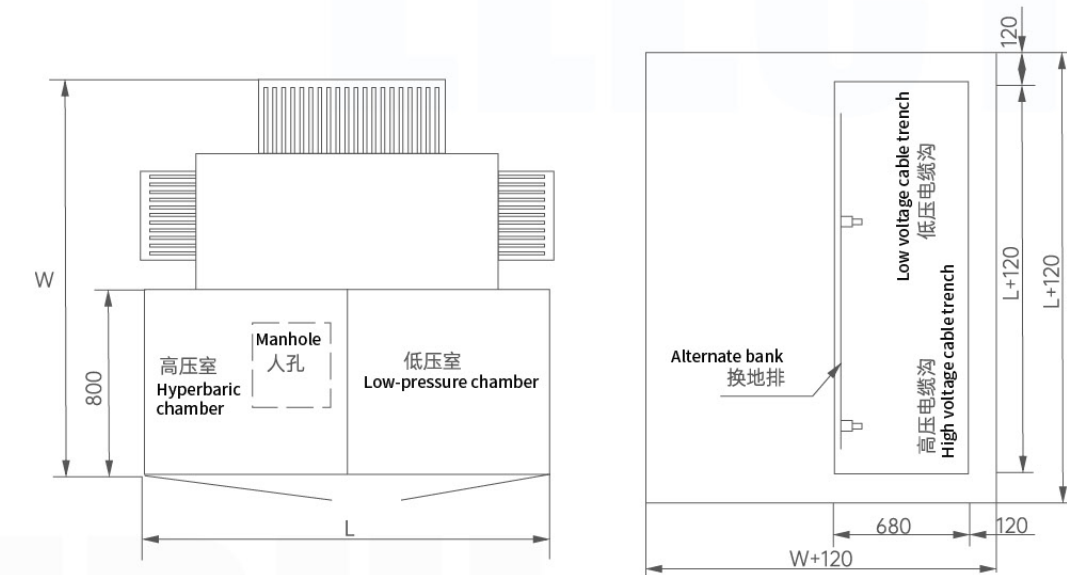 W
800
高压室
Hyperbaric
chamber
Manhole
人孔
低压室
Low-pressure chamber
L
120
Low voltage cable trench
低压电缆沟
高压电缆沟
High voltage cable trench
L+120
L+120
Alternate bank
换地排
680
120
W+120